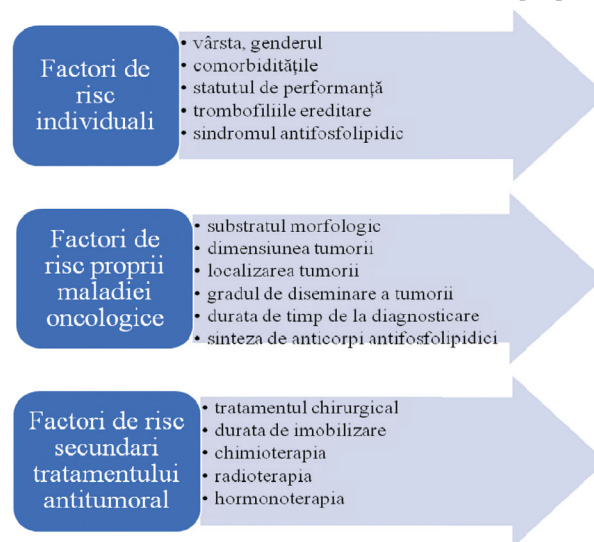 Factori de
risc
individuali
• vârsta, genderul
• comorbiditățile
• statutul de performanță
• trombofiliile ereditare
• sindromul antifosfolipidic
Factori de
risc proprii
maladiei
oncologice
• substratul morfologic
• dimensiunea tumorii
• localizarea tumorii
• gradul de diseminare a tumorii
• durata de timp de la diagnosticare
• sinteza de anticorpi antifosfolipidici
Factori de risc
secundari
tratamentului
antitumoral
• tratamentul chirurgical
• durata de imobilizare
• chimioterapia
• radioterapia
• hormonoterapia